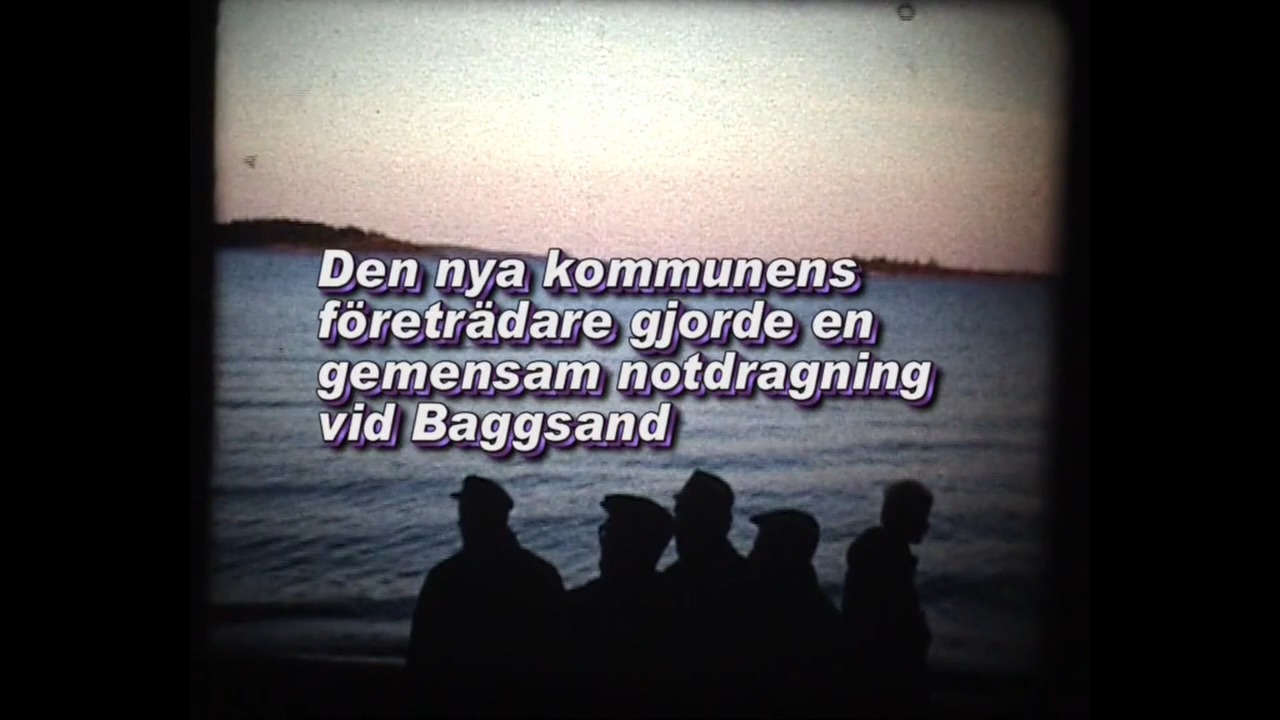 Den nya kommunens
företrädare gjorde en
gemensam notdragning
vid Baggsand